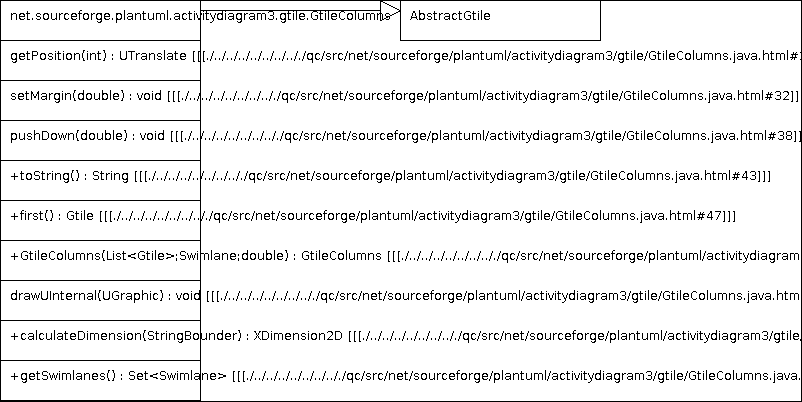 net.sourceforge.plantuml.activitydiagram3.gtile.GtileColumns
AbstractGtile
getPosition(int) : UTranslate [[[./../../../../../../../../qc/src/net/sourceforge/plantuml/activitydiagram3/gtile/GtileColumns.java.html#
setMargin(double) : void [[[./../../../../../../../../qc/src/net/sourceforge/plantuml/activitydiagram3/gtile/GtileColumns.java.html#32]]]
pushDown(double) : void [[[./../../../../../../../../qc/src/net/sourceforge/plantuml/activitydiagram3/gtile/GtileColumns.java.html#38]]]
+toString() : String [[[./../../../../../../../../qc/src/net/sourceforge/plantuml/activitydiagram3/gtile/GtileColumns.java.html#43]]]
+first() : Gtile [[[./../../../../../../../../qc/src/net/sourceforge/plantuml/activitydiagram3/gtile/GtileColumns.java.html#47]]]
+GtileColumns(List<Gtile>;Swimlane;double) : GtileColumns [[[./../../../../../../../../qc/src/net/sourceforge/plantuml/activitydiagram
drawUInternal(UGraphic) : void [[[./../../../../../../../../qc/src/net/sourceforge/plantuml/activitydiagram3/gtile/GtileColumns.java.htm
+calculateDimension(StringBounder) : XDimension2D [[[./../../../../../../../../qc/src/net/sourceforge/plantuml/activitydiagram3/gtile/
+getSwimlanes() : Set<Swimlane> [[[./../../../../../../../../qc/src/net/sourceforge/plantuml/activitydiagram3/gtile/GtileColumns.java.